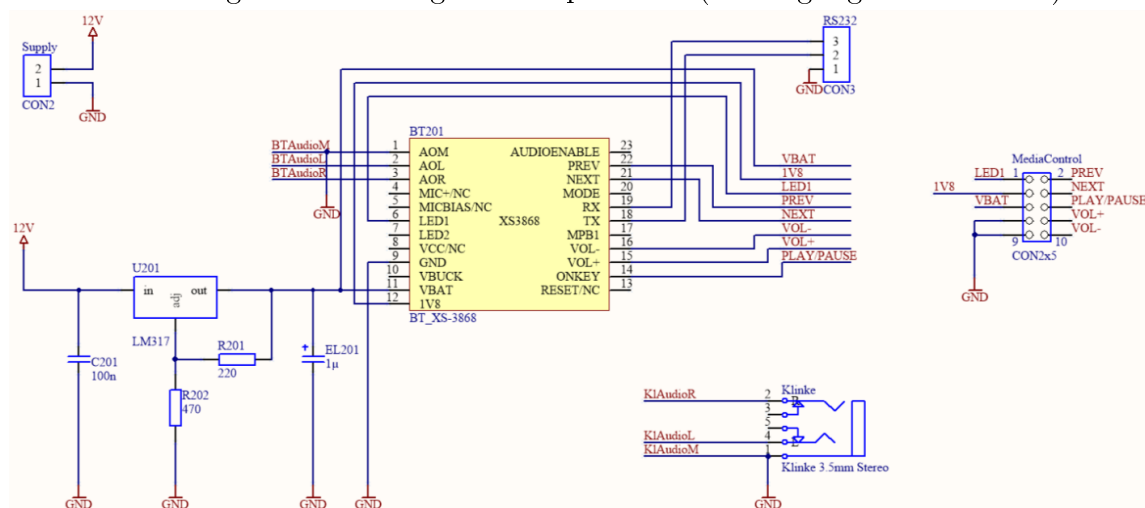 12V
Supply
2
1
CON2
GND
RS232
3
2
1
GND
CON3
BT201
BTAudioM
BTAudioL
BTAudioR
GND
1 AOM
2 AOL
3 AOR
4 MIC+/NC
5 MICBIAS/NC
6 LED1
7 LED2
8 VCC/NC
9 GND
10 VBUCK
11 VBAT
12 1V8
XS3868
AUDIOENABLE 23
PREV 22
NEXT 21
MODE 20
RX 19
TX 18
MPB1 17
VOL- 16
VOL+ 15
ONKEY 14
RESET/NC 13
BT_XS-3868
VBAT
1V8
LED1
PREV
NEXT
VOL-
VOL+
PLAY/PAUSE
MediaControl
LED1 1 2 PREV
1V8 NEXT
VBAT PLAY/PAUSE
VOL+
9 10 VOL-
CON2x5
GND
12V
U201
in out
adj
LM317
C201
100n
R201
220
R202
470
EL201
+
1µ
GND
GND
GND
GND
Klinke
KlAudioR 2
3
5
KlAudioL 4
KlAudioM 1
R
L
Klinke 3.5mm Stereo
GND